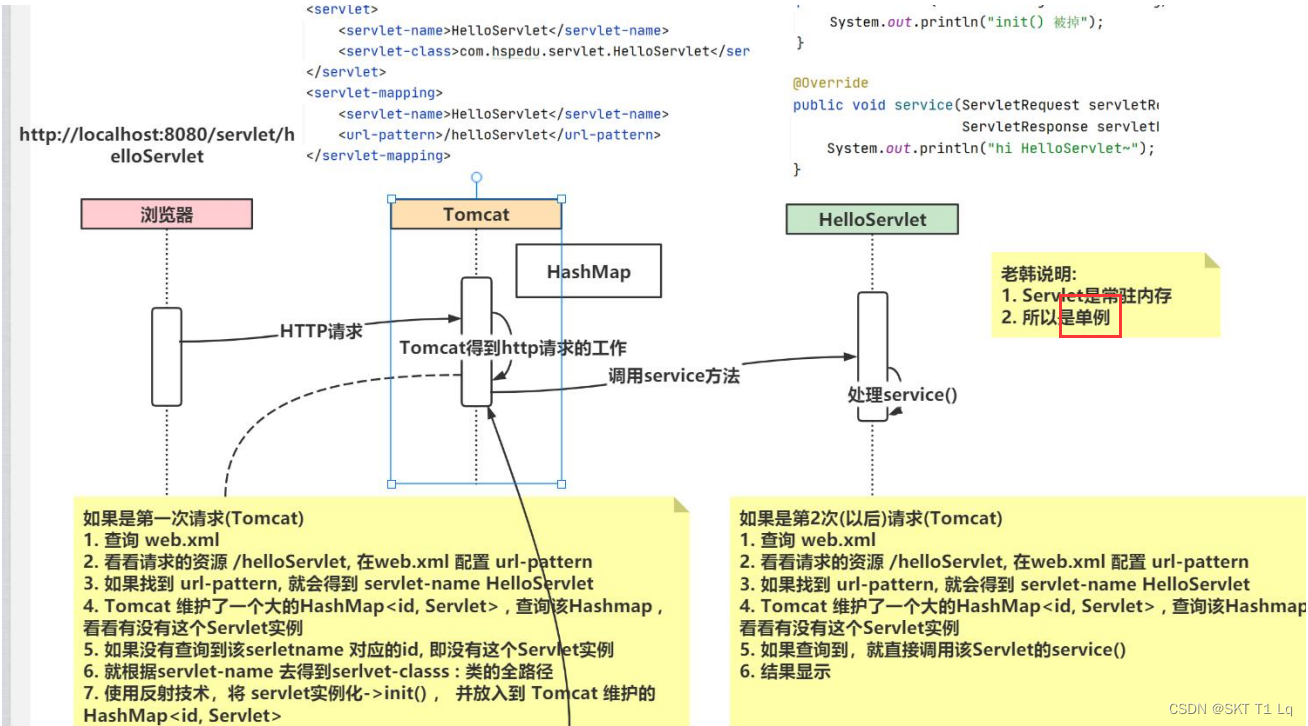 <servlet>
<servlet-name>HelloServlet</servlet-name>
<servlet-class>com.hspedu.servlet.HelloServlet</ser
</servlet>
<servlet-mapping>
<servlet-name>HelloServlet</servlet-name>
<url-pattern>/helloServlet</url-pattern>
</servlet-mapping>
System.out.println("init() 被掉");
}
@Override
public void service(ServletRequest servletRe
ServletResponse servletR
System.out.println("hi HelloServlet~");
}
http://localhost:8080/servlet/h
elloServlet
浏览器
Tomcat
HelloServlet
HashMap
老韩说明:
1. Servlet是常驻内存
2. 所以是单例
HTTP请求
Tomcat得到http请求的工作
调用service方法
处理service()
如果是第一次请求(Tomcat)
1. 查询 web.xml
2. 看看请求的资源 /helloServlet, 在web.xml 配置 url-pattern
3. 如果找到 url-pattern, 就会得到 servlet-name HelloServlet
4. Tomcat 维护了一个大的HashMap<id, Servlet> , 查询该Hashmap ,
看看有没有这个Servlet实例
5. 如果没有查询到该serletname 对应的id, 即没有这个Servlet实例
6. 就根据servlet-name 去得到serlvet-classs : 类的全路径
7. 使用反射技术，将 servlet实例化->init() ， 并放入到 Tomcat 维护的
HashMap<id, Servlet>
如果是第2次(以后)请求(Tomcat)
1. 查询 web.xml
2. 看看请求的资源 /helloServlet, 在web.xml 配置 url-pattern
3. 如果找到 url-pattern, 就会得到 servlet-name HelloServlet
4. Tomcat 维护了一个大的HashMap<id, Servlet> , 查询该Hashmap
看看有没有这个Servlet实例
5. 如果查询到，就直接调用该Servlet的service()
6. 结果显示
CSDN @SKT T1 Lq